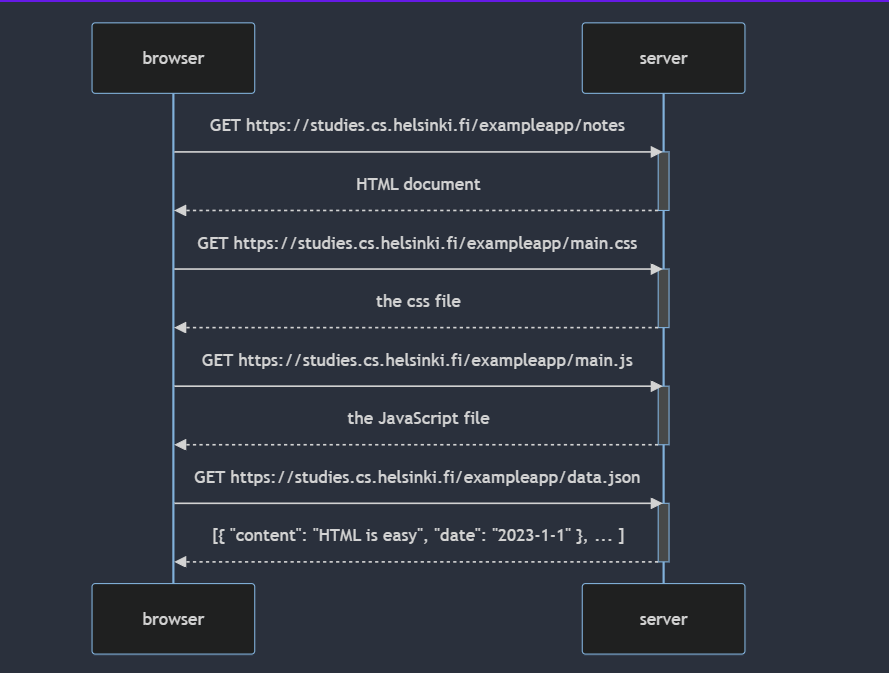 browser
server
GET https://studies.cs.helsinki.fi/exampleapp/notes
HTML document
GET https://studies.cs.helsinki.fi/exampleapp/main.css
the css file
GET https://studies.cs.helsinki.fi/exampleapp/main.js
the JavaScript file
GET https://studies.cs.helsinki.fi/exampleapp/data.json
[{ "content": "HTML is easy", "date": "2023-1-1" }, ... ]
browser
server